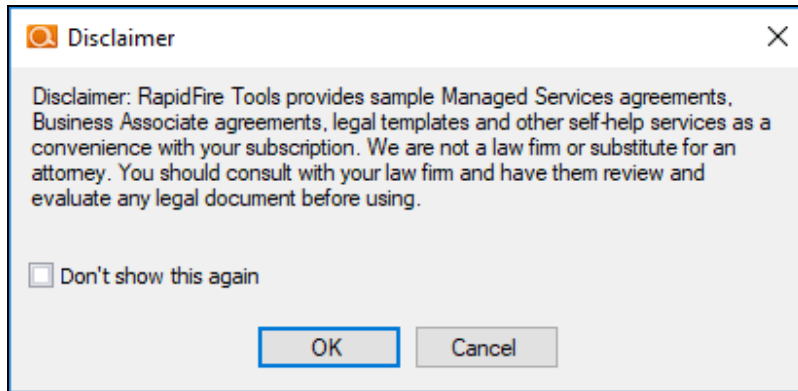 Disclaimer
Disclaimer: RapidFire Tools provides sample Managed Services agreements,
Business Associate agreements, legal templates and other self-help services as a
convenience with your subscription. We are not a law firm or substitute for an
attorney. You should consult with your law firm and have them review and
evaluate any legal document before using.
Don't show this again
OK
Cancel